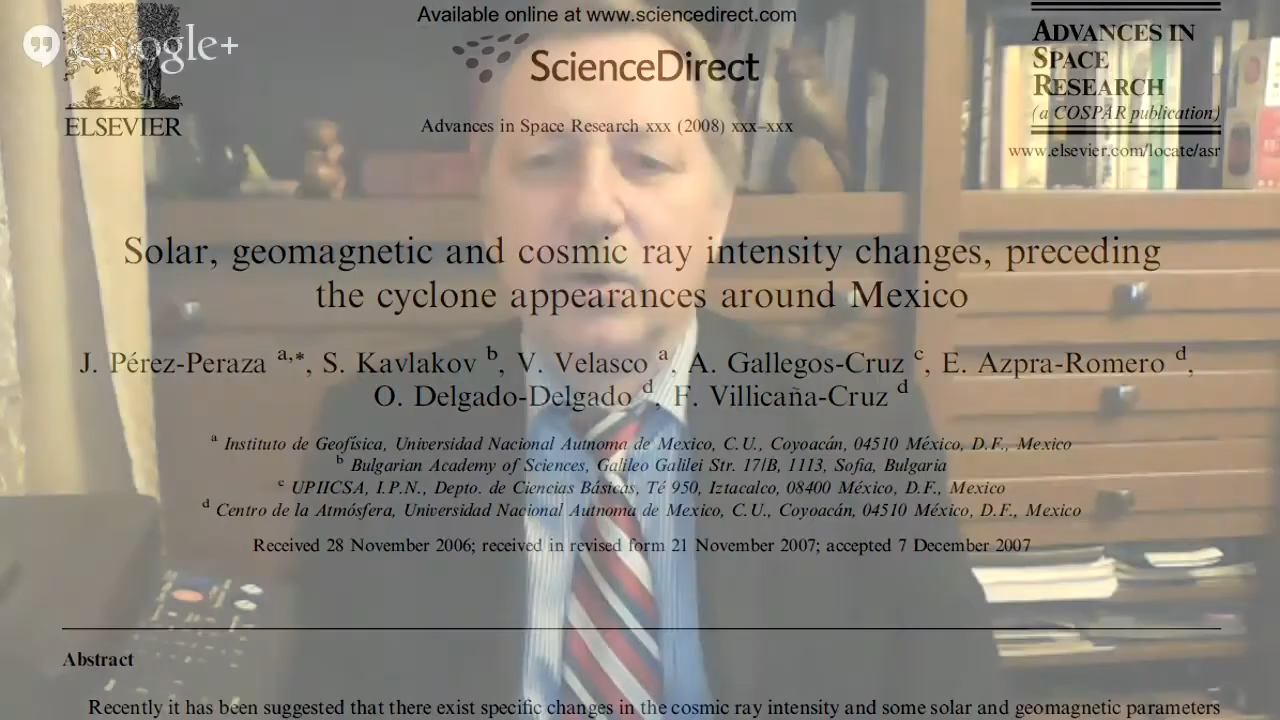 Available online at www.sciencedirect.com
Google+
ScienceDirect
ELSEVIER
Advances in Space Research xxx (2008) xxx–xxx
ADVANCES IN
SPACE
RESEARCH
(a COSPAR publication)
www.elsevier.com/locate/asr
Solar, geomagnetic and cosmic ray intensity changes, preceding
the cyclone appearances around Mexico
J. Pérez-Peraza a,*, S. Kavlakov b, V. Velasco a, A. Gallegos-Cruz c, E. Azpra-Romero d,
O. Delgado-Delgado d, F. Villicaña-Cruz d
a Instituto de Geofísica, Universidad Nacional Autnoma de Mexico, C.U., Coyoacán, 04510 México, D.F., Mexico
b Bulgarian Academy of Sciences, Galileo Galilei Str. 17/B, 1113, Sofia, Bulgaria
c UPIICSA, I.P.N., Depto. de Ciencias Básicas, Té 950, Iztacalco, 08400 México, D.F., Mexico
d Centro de la Atmósfera, Universidad Nacional Autnoma de Mexico, C.U., Coyoacán, 04510 México, D.F., Mexico
Received 28 November 2006; received in revised form 21 November 2007; accepted 7 December 2007
Abstract
Recently it has been suggested that there exist specific changes in the cosmic ray intensity and some solar and geomagnetic parameters